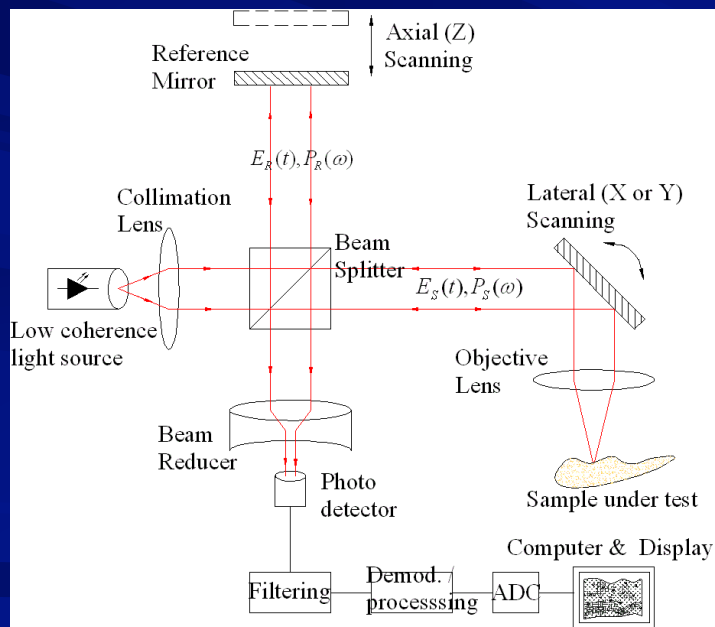 Axial (Z)
Scanning
Reference
Mirror
E_R(t), P_R(ω)
Collimation
Lens
Lateral (X or Y)
Scanning
Beam
Splitter
E_S(t), P_S(ω)
Low coherence
light source
Objective
Lens
Beam
Reducer
Photo
detector
Sample under test
Computer & Display
Filtering
Demod. /
processsing
ADC